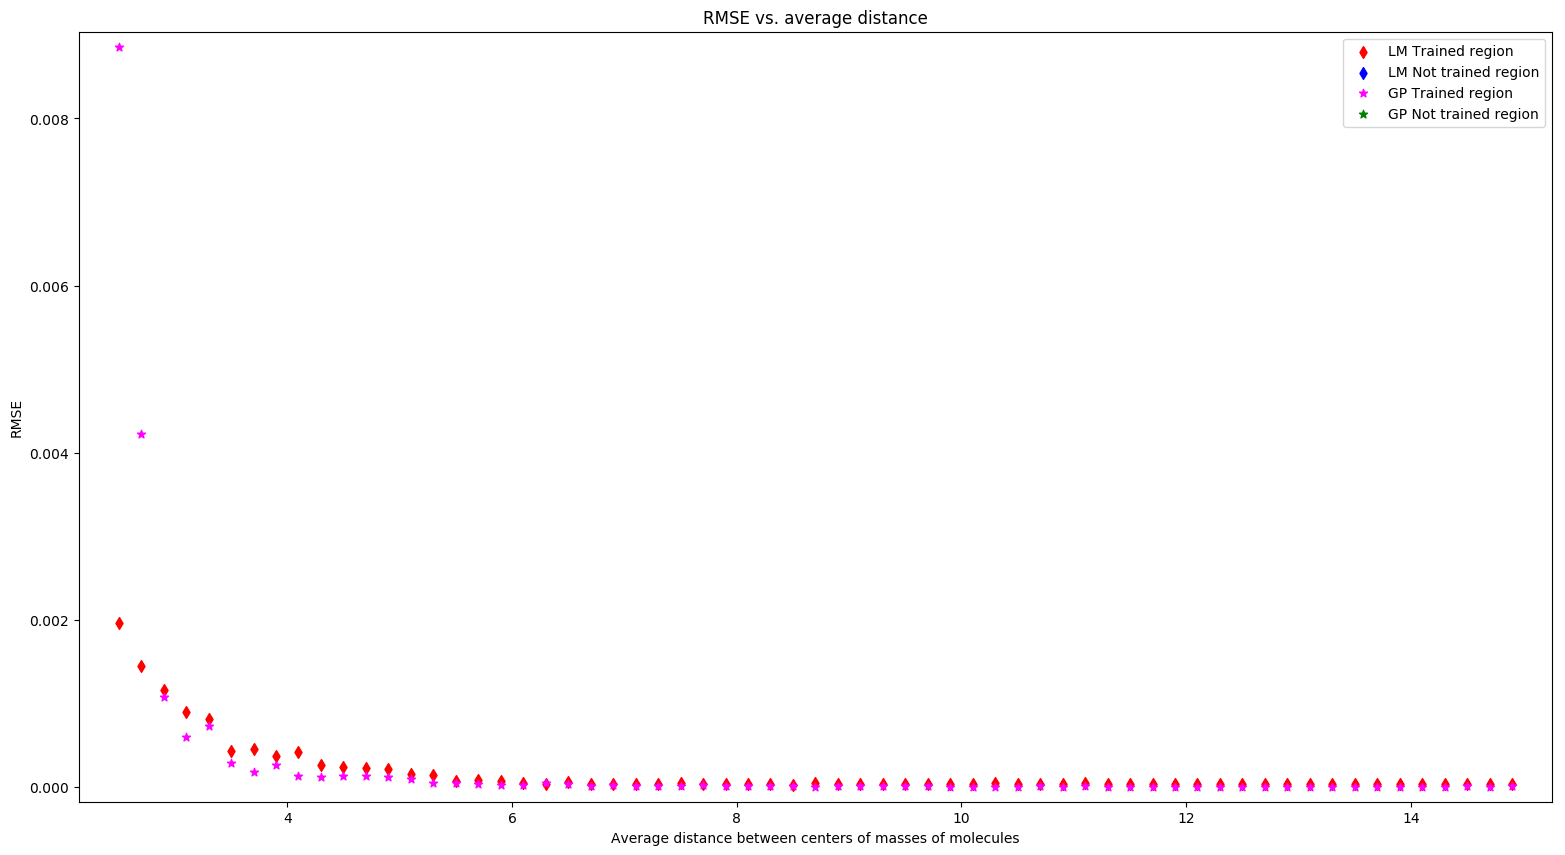 RMSE vs. average distance
LM Trained region
LM Not trained region
GP Trained region
GP Not trained region
0.008
0.006
0.004
0.002
0.000
RMSE
4
6
8
10
12
14
Average distance between centers of masses of molecules